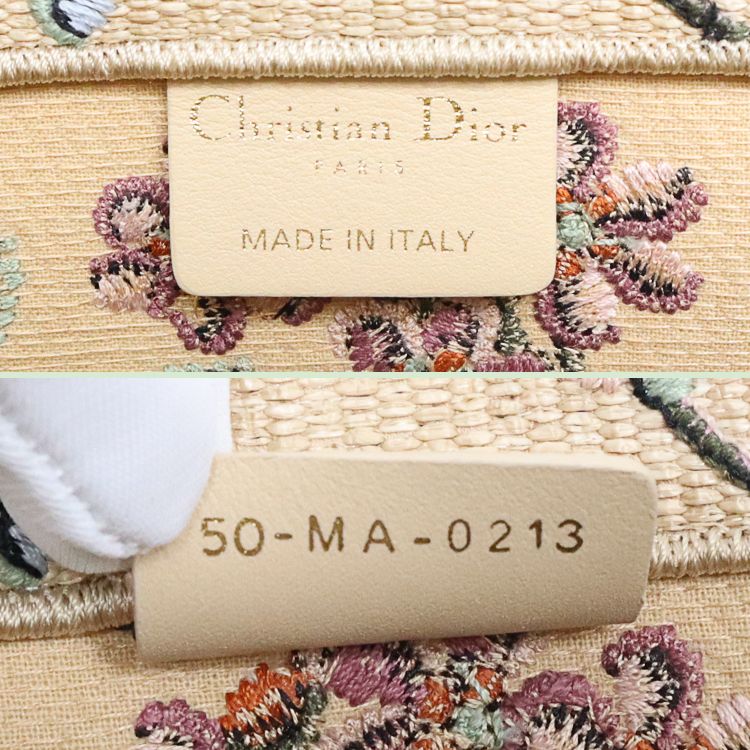 Christian Dior
PARIS
MADE IN ITALY
50-MA-0213